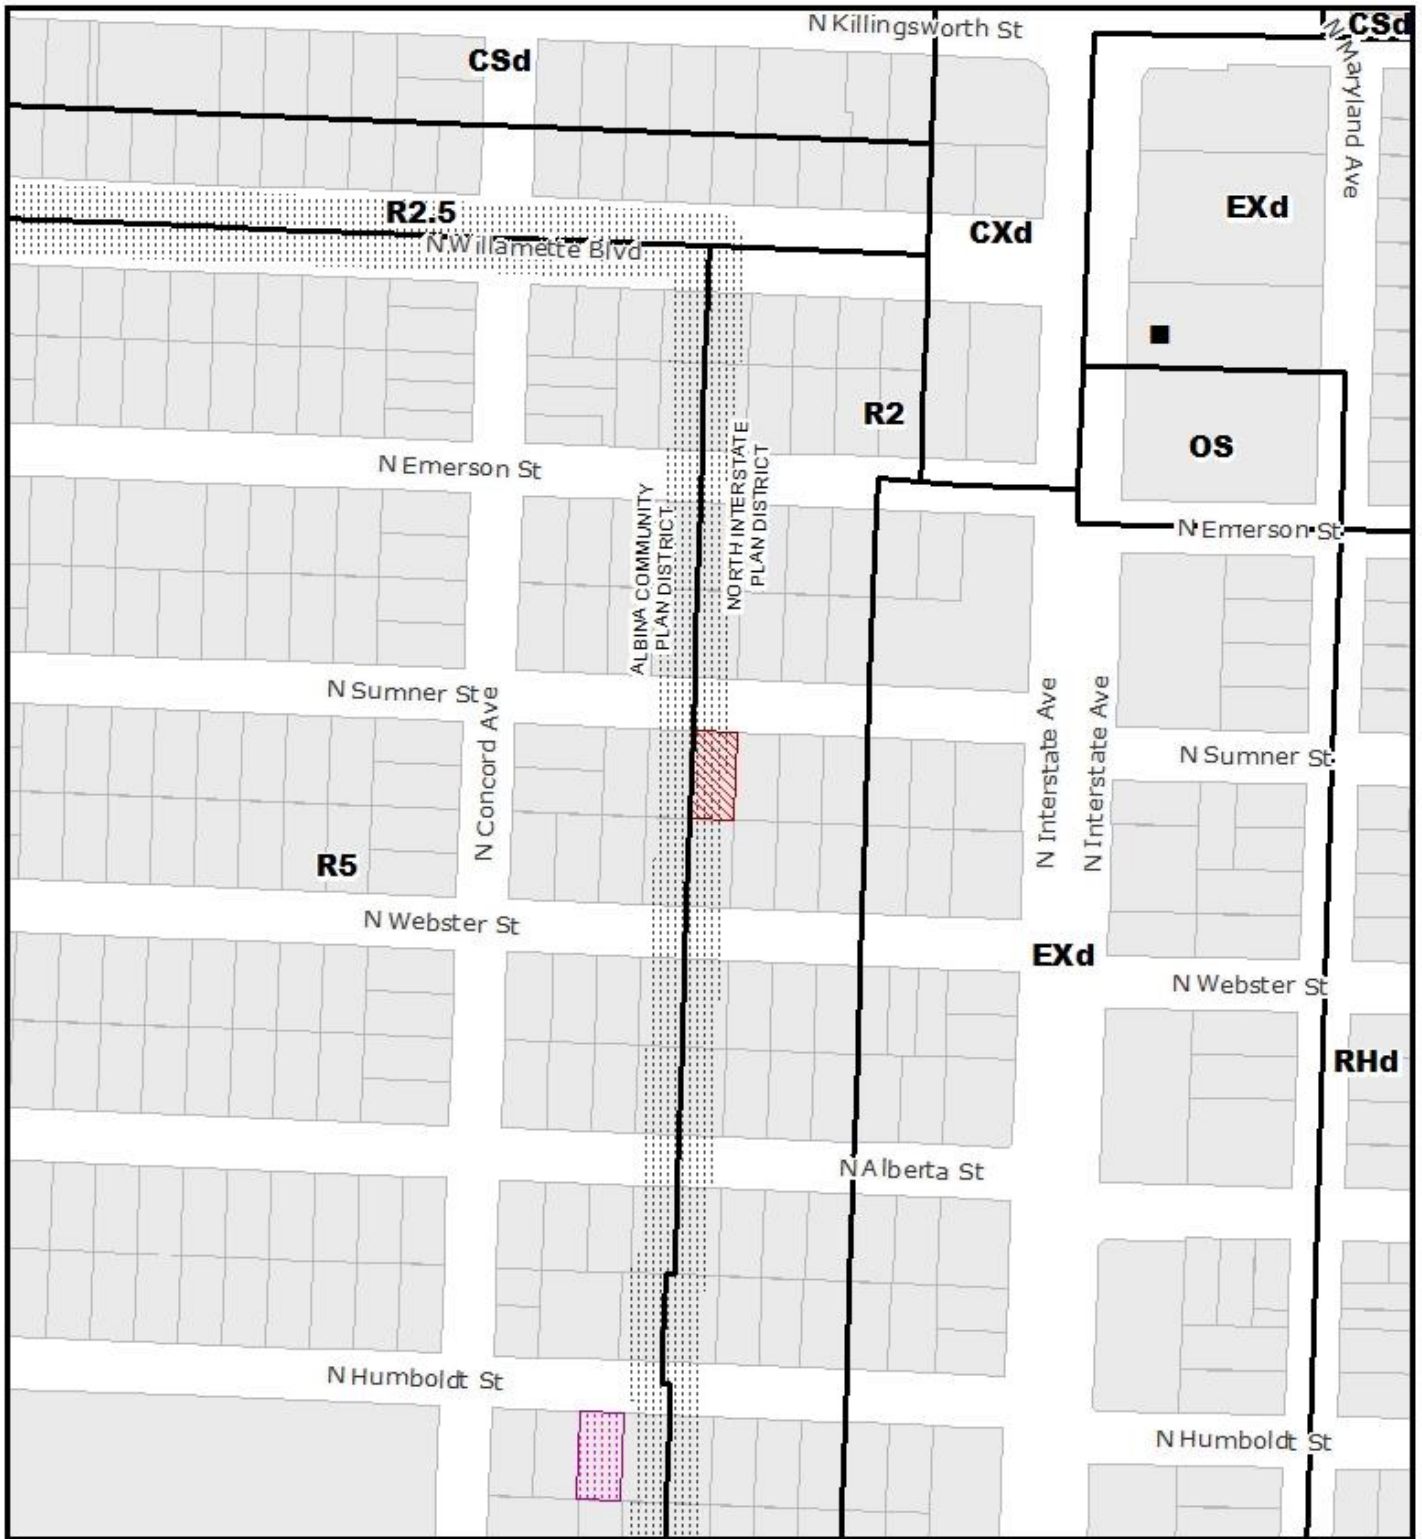 N Killingsworth St
CSd
CSd
N Maryland Ave
R2.5
EXd
N Willamette Blvd
CXd
R2
OS
N Emerson St
N Emerson St
ALBINA COMMUNITY
PLAN DISTRICT
NORTH INTERSTATE
PLAN DISTRICT
N Sumner St
N Concord Ave
N Interstate Ave
N Interstate Ave
N Sumner St
R5
N Webster St
EXd
N Webster St
RHd
N Alberta St
N Humboldt St
N Humboldt St